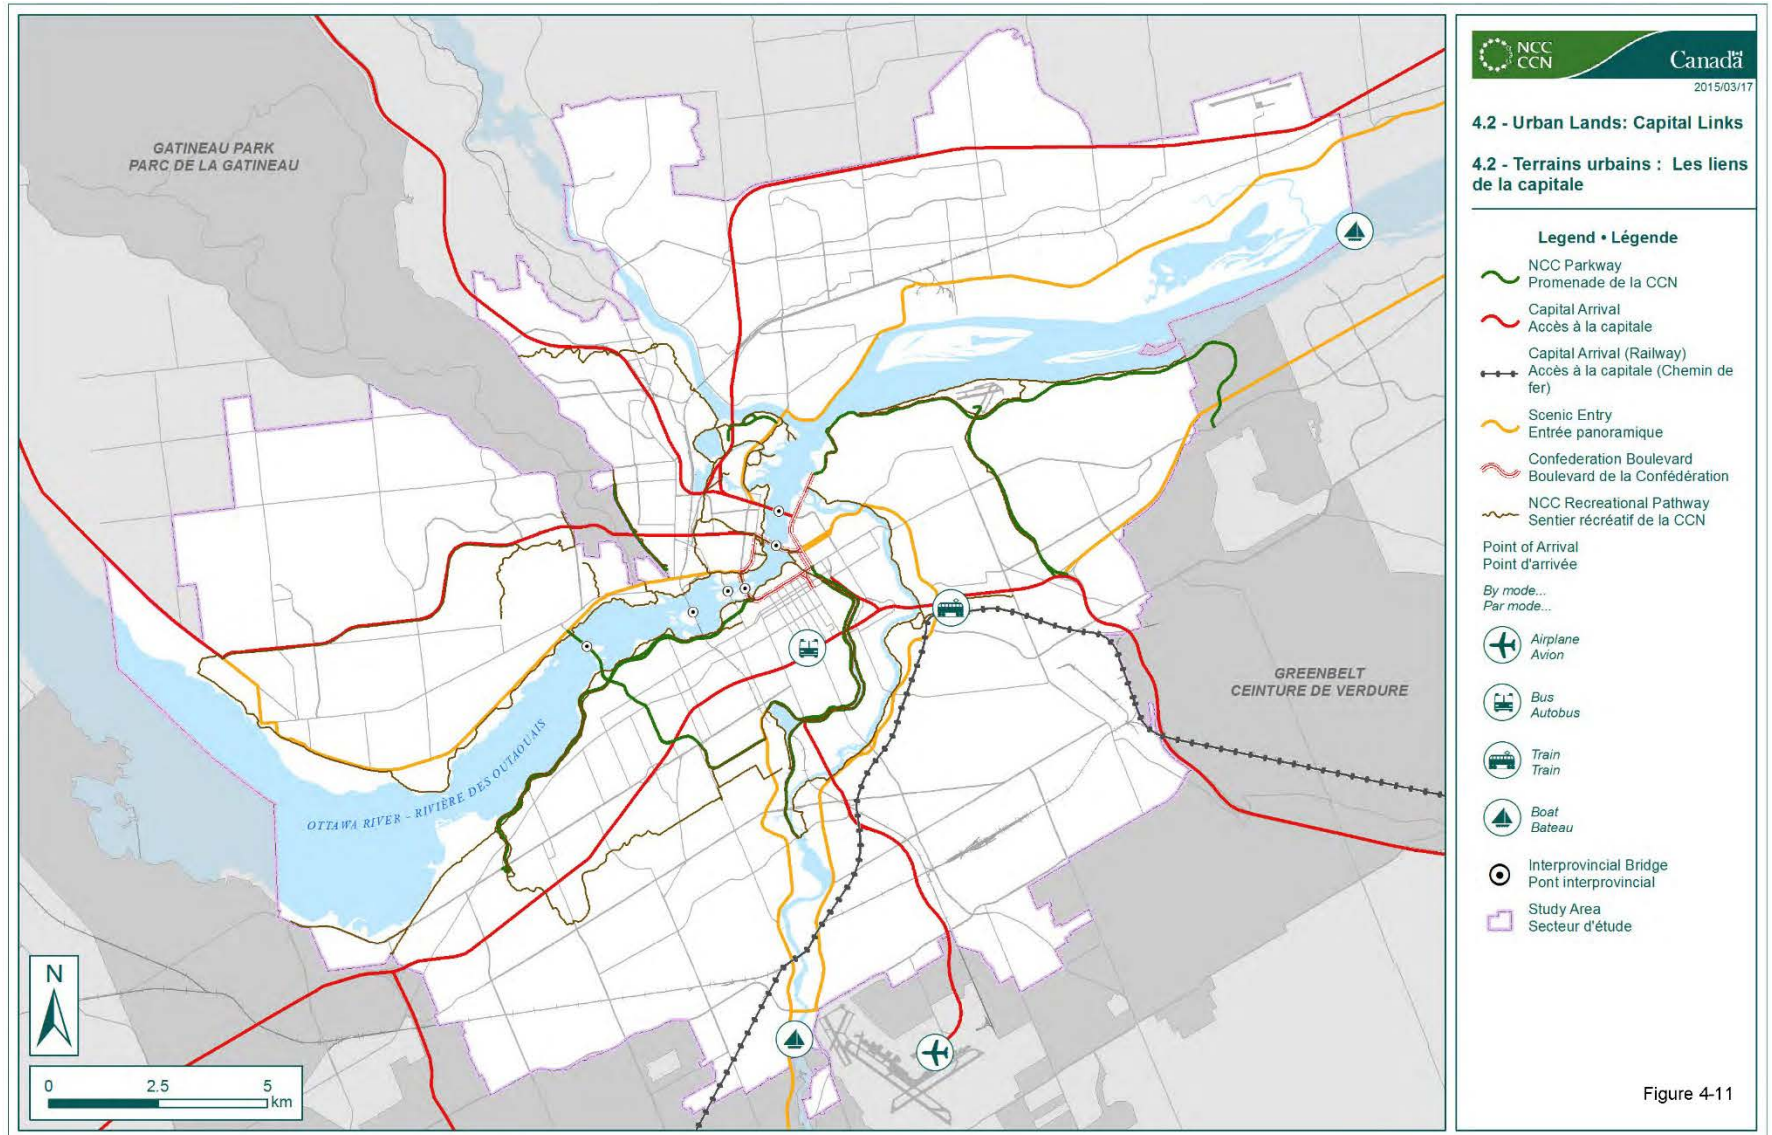 GATINEAU PARK
PARC DE LA GATINEAU
OTTAWA RIVER - RIVIÈRE DES OUTAOUAIS
GREENBELT
CEINTURE DE VERDURE
N
0 2.5 5
km
NCC
CCN
Canada
2015/03/17
4.2 - Urban Lands: Capital Links
4.2 - Terrains urbains : Les liens
de la capitale
Legend • Légende
NCC Parkway
Promenade de la CCN
Capital Arrival
Accès à la capitale
Capital Arrival (Railway)
Accès à la capitale (Chemin de
fer)
Scenic Entry
Entrée panoramique
Confederation Boulevard
Boulevard de la Confédération
NCC Recreational Pathway
Sentier récréatif de la CCN
Point of Arrival
Point d'arrivée
By mode...
Par mode...
Airplane
Avion
Bus
Autobus
Train
Train
Boat
Bateau
Interprovincial Bridge
Pont interprovincial
Study Area
Secteur d'étude
Figure 4-11